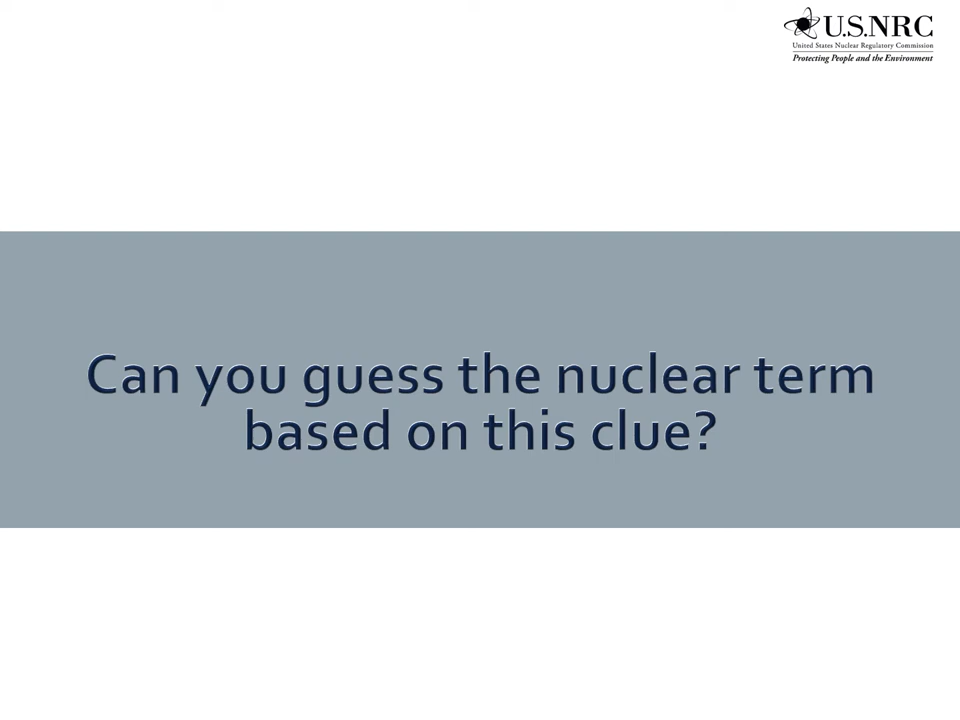 U.S.NRC
United States Nuclear Regulatory Commission
Protecting People and the Environment
Can you guess the nuclear term
based on this clue?